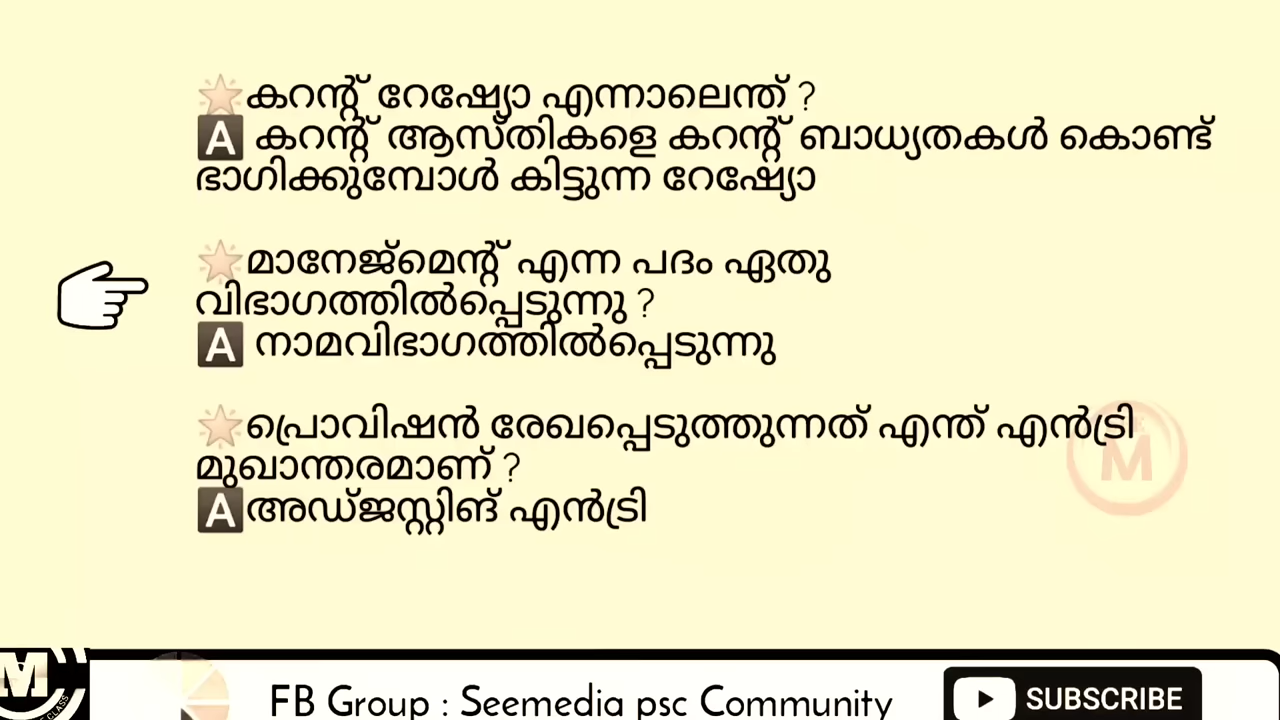 കറന്റ് റേഷ്യോ എന്നാലെന്ത് ?
A കറന്റ് ആസ്തികളെ കറന്റ് ബാധ്യതകൾ കൊണ്ട്
ഭാഗിക്കുമ്പോൾ കിട്ടുന്ന റേഷ്യോ
മാനേജ്മെന്റ് എന്ന പദം ഏതു
വിഭാഗത്തിൽപ്പെടുന്നു ?
A നാമവിഭാഗത്തിൽപ്പെടുന്നു
പ്രൊവിഷൻ രേഖപ്പെടുത്തുന്നത് എന്ത് എൻട്രി
മുഖാന്തരമാണ് ?
A അഡ്ജസ്റ്റിങ് എൻട്രി
M
M
FB Group : Seemedia psc Community
SUBSCRIBE